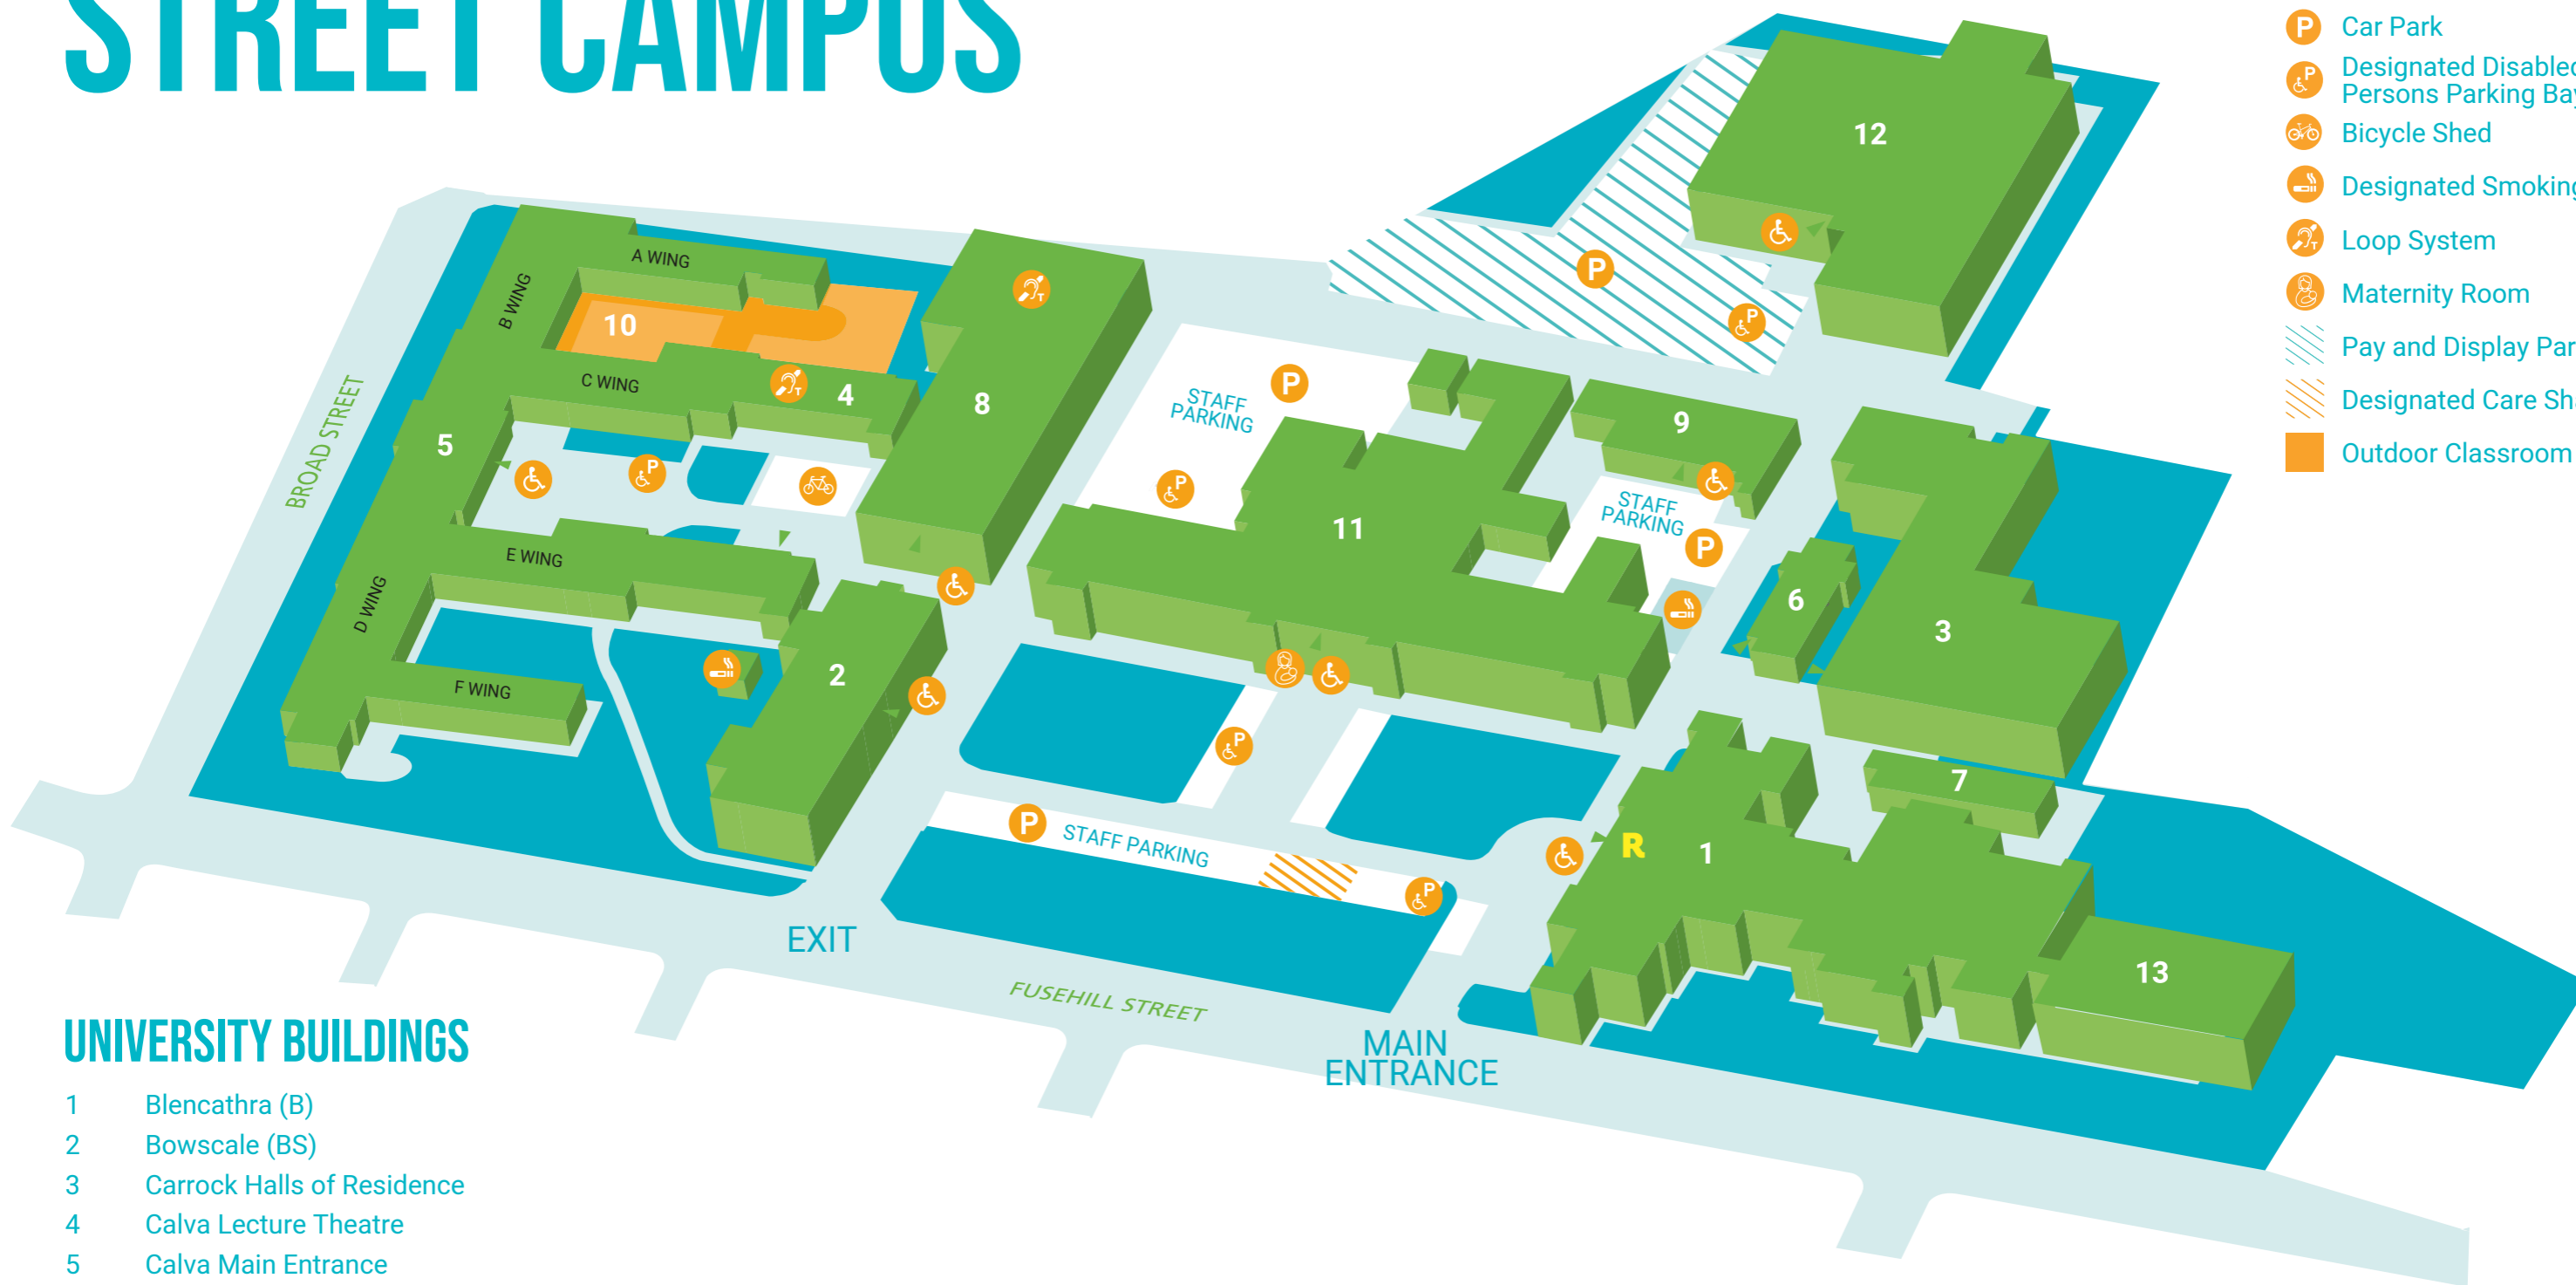 STREET CAMPUS
P Car Park
P Designated Disabled
Persons Parking Bay
Bicycle Shed
Designated Smoking
T Loop System
Maternity Room
Pay and Display Par
Designated Care Sh
Outdoor Classroom
12
A WING
B WING
10
T
P
P
C WING
T
4
8
STAFF
PARKING
P
9
BROAD STREET
5
P
P
STAFF
PARKING
11
P
E WING
D WING
6
3
F WING
2
P
7
P
STAFF PARKING
R
1
P
EXIT
13
FUSEHILL STREET
MAIN
ENTRANCE
UNIVERSITY BUILDINGS
1 Blencathra (B)
2 Bowscale (BS)
3 Carrock Halls of Residence
4 Calva Lecture Theatre
5 Calva Main Entrance